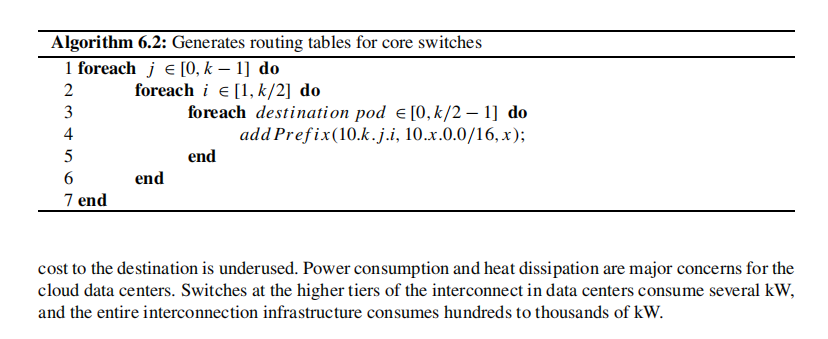 Algorithm 6.2: Generates routing tables for core switches
1 foreach j ∈ [0, k − 1] do
2 foreach i ∈ [1, k/2] do
3 foreach destination pod ∈ [0, k/2 − 1] do
4 addPrefix(10.k.j.i, 10.x.0.0/16, x);
5 end
6 end
7 end
cost to the destination is underused. Power consumption and heat dissipation are major concerns for the
cloud data centers. Switches at the higher tiers of the interconnect in data centers consume several kW,
and the entire interconnection infrastructure consumes hundreds to thousands of kW.